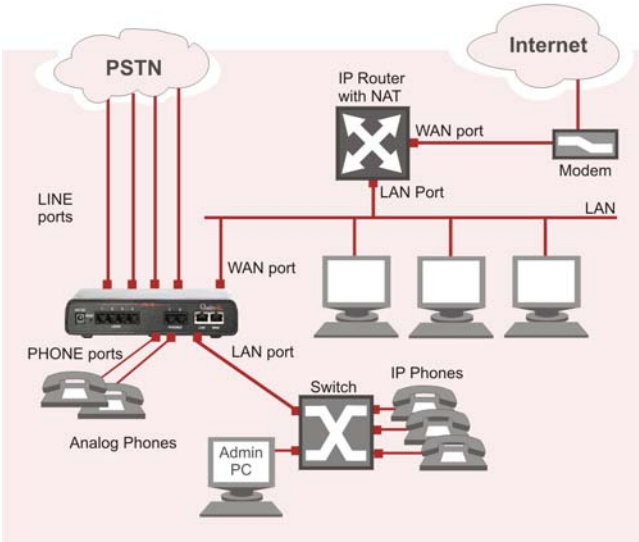 PSTN
Internet
IP Router
with NAT
WAN port
Modem
LAN Port
LINE
ports
LAN
WAN port
PHONE ports
LAN port
Switch
IP Phones
Analog Phones
Admin
PC